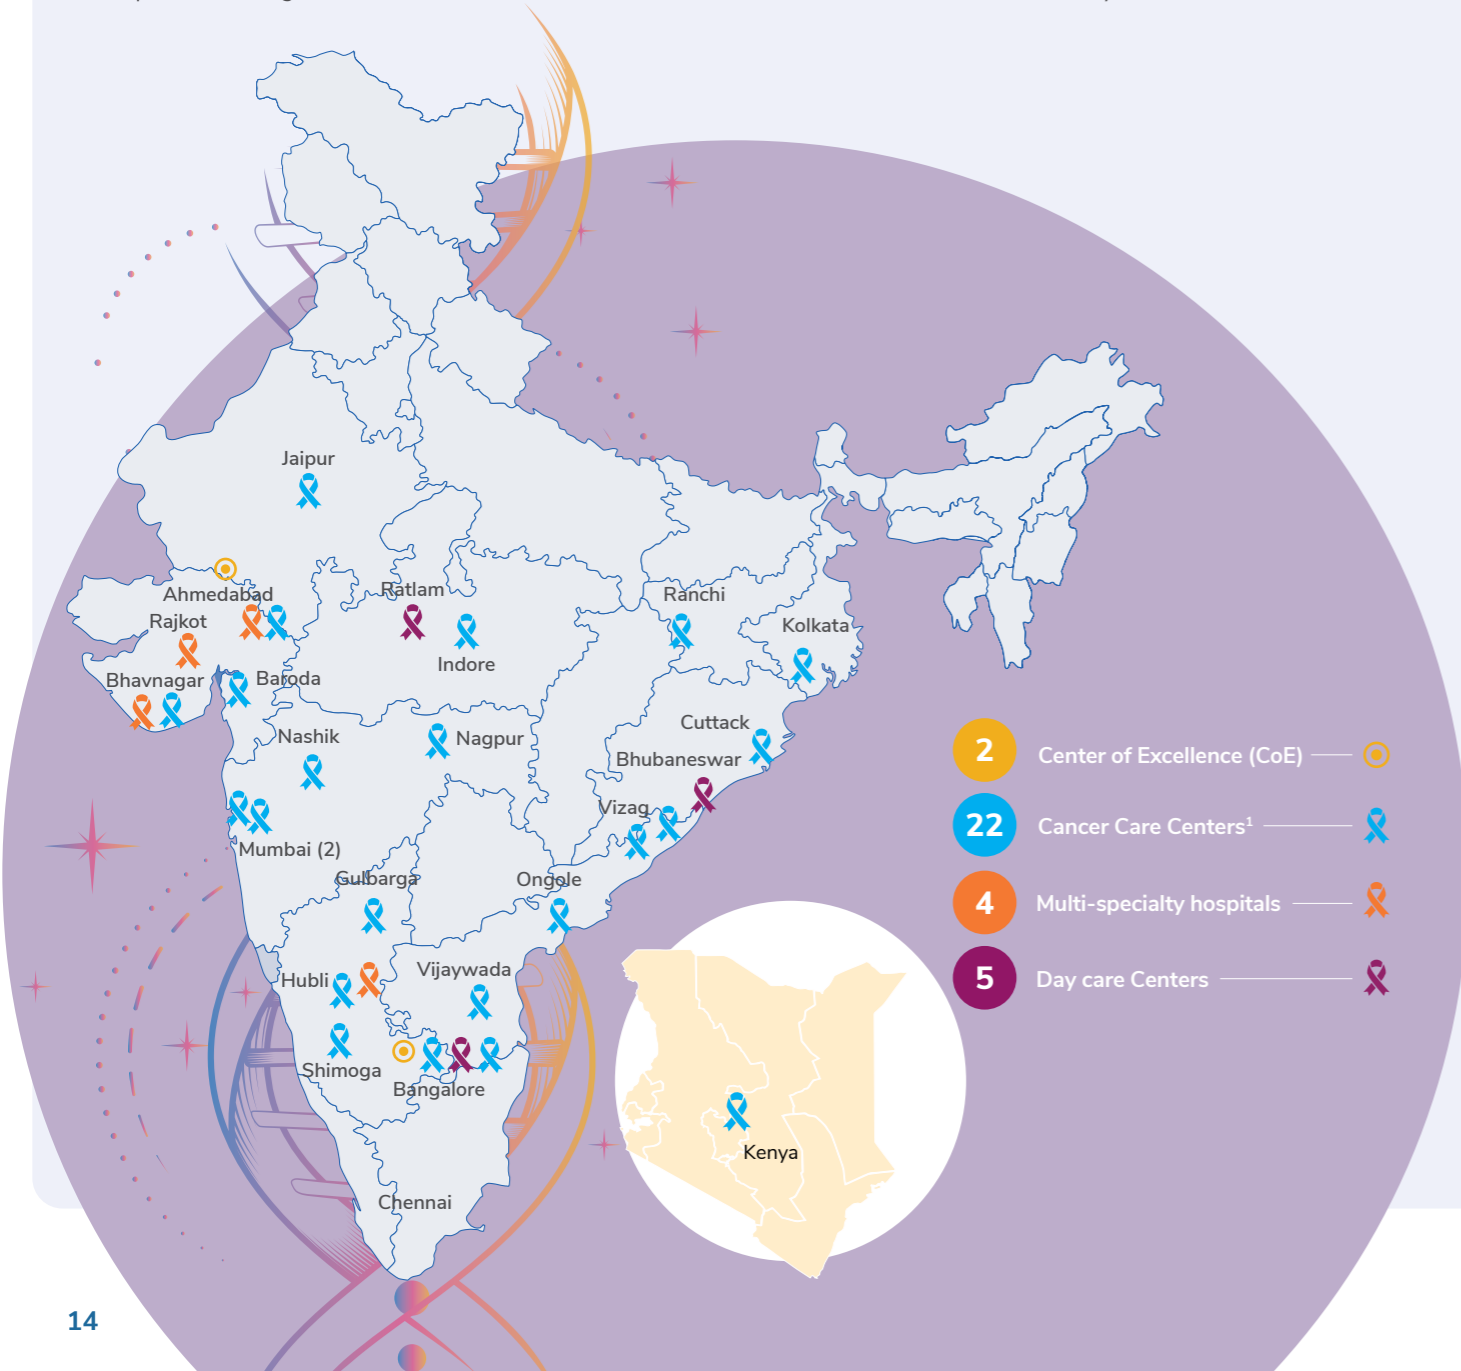 Jaipur
Ahmedabad
Ratlam
Ranchi
Rajkot
Kolkata
Indore
Bhavnagar
Baroda
Cuttack
Nashik
Nagpur
Bhubaneswar
2 Center of Excellence (CoE)
Vizag
22 Cancer Care Centers¹
Mumbai (2)
Gulbarga
Ongole
4 Multi-specialty hospitals
Hubli
Vijaywada
5 Day care Centers
Shimoga
Bangalore
Kenya
Chennai
14